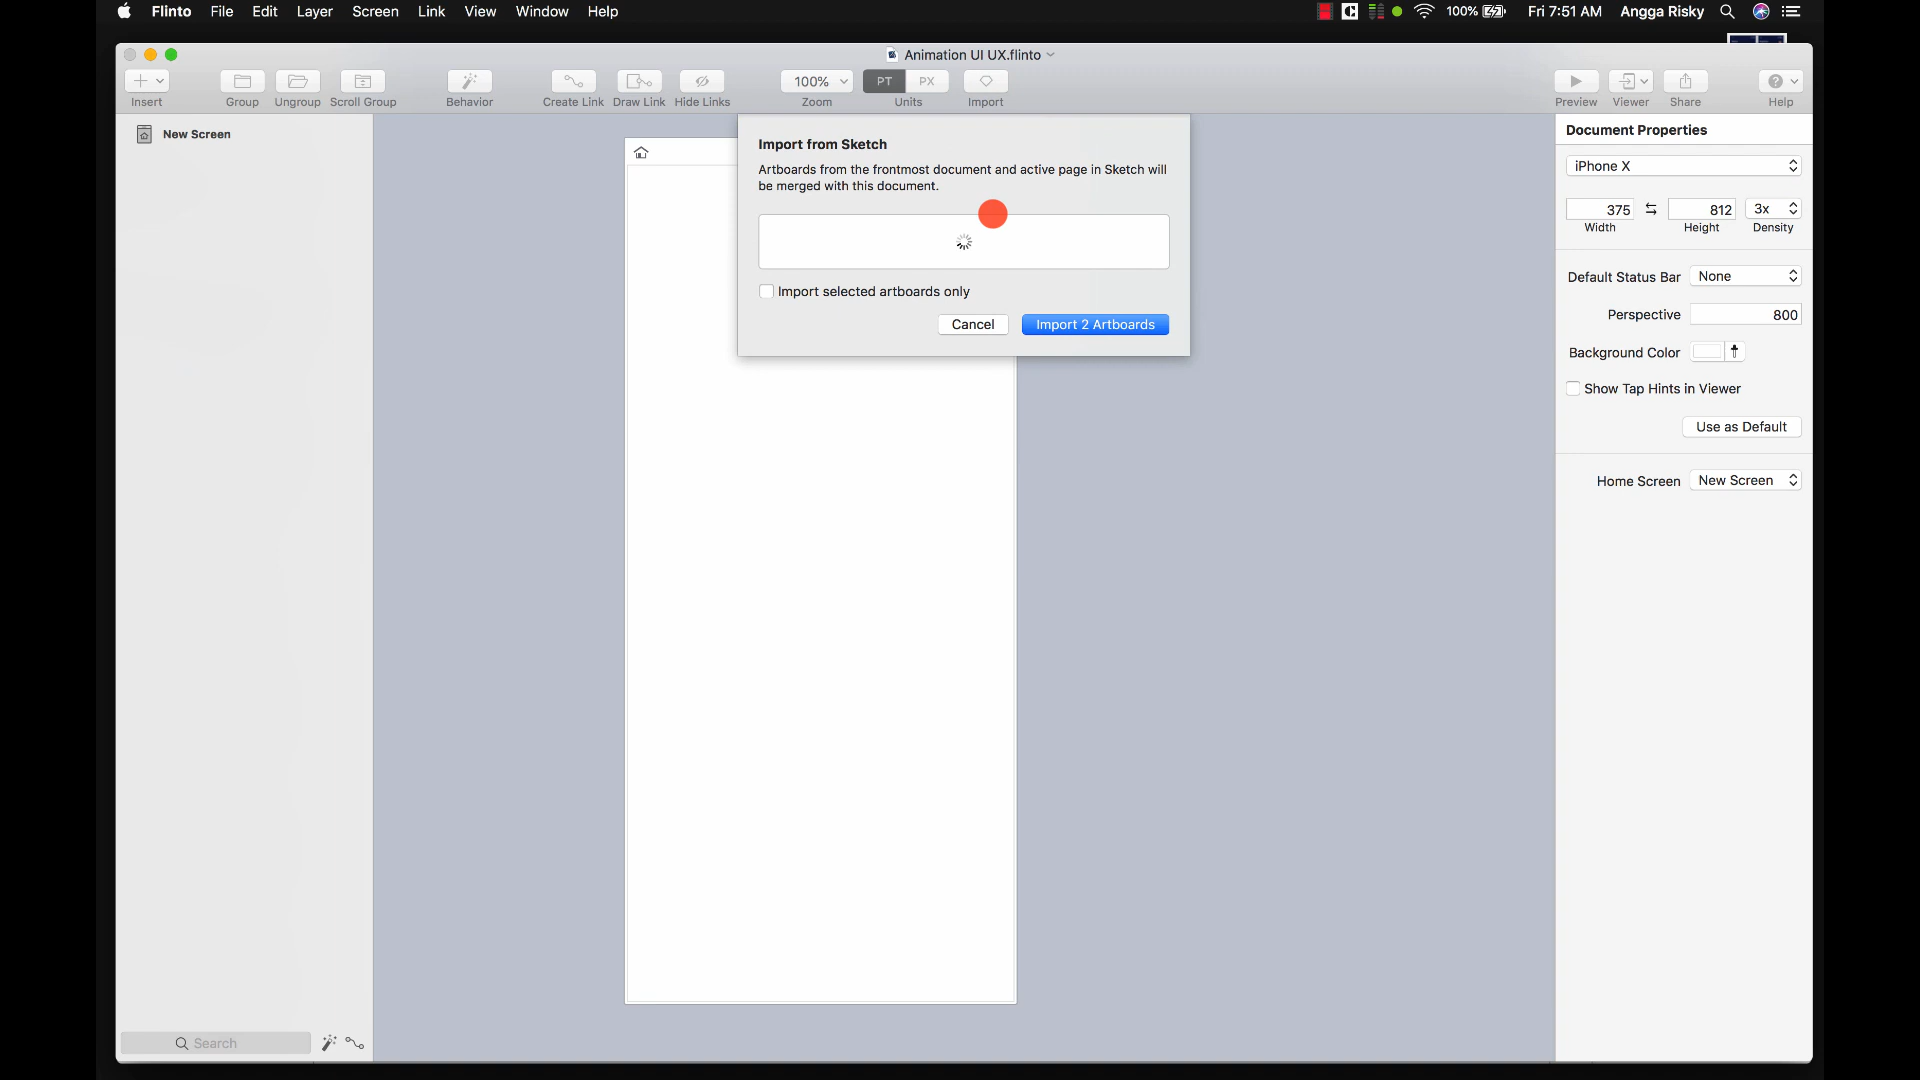 Flinto File Edit Layer Screen Link View Window Help 100% Fri 7:51 AM Angga Risky
Animation UI UX.flinto
100% PT PX
Insert Group Ungroup Scroll Group Behavior Create Link Draw Link Hide Links Zoom Units Import Preview Viewer Share Help
New Screen
Import from Sketch
Artboards from the frontmost document and active page in Sketch will
be merged with this document.
Import selected artboards only
Cancel Import 2 Artboards
Document Properties
iPhone X
375 812 3x
Width Height Density
Default Status Bar None
Perspective 800
Background Color
Show Tap Hints in Viewer
Use as Default
Home Screen New Screen
Search